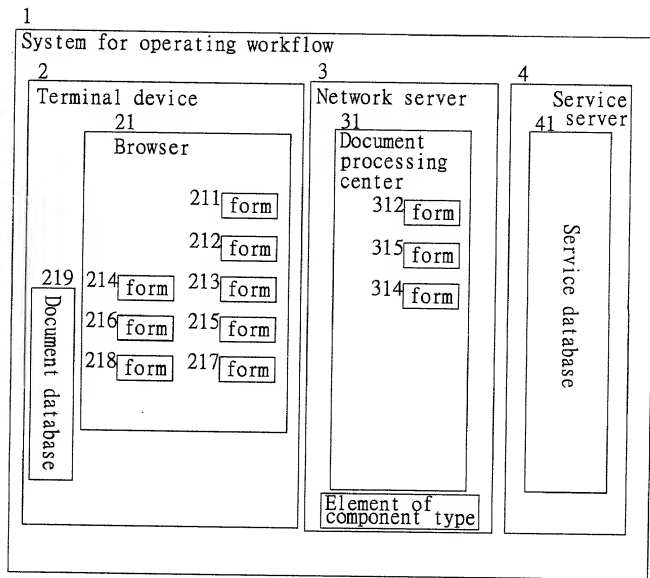 1
System for operating workflow
2
Terminal device
21
Browser
211 form
212 form
214 form 213 form
216 form 215 form
218 form 217 form
219
Document database
3
Network server
31
Document
processing
center
312 form
315 form
314 form
Element of
component type
4
Service
server
41
Service database